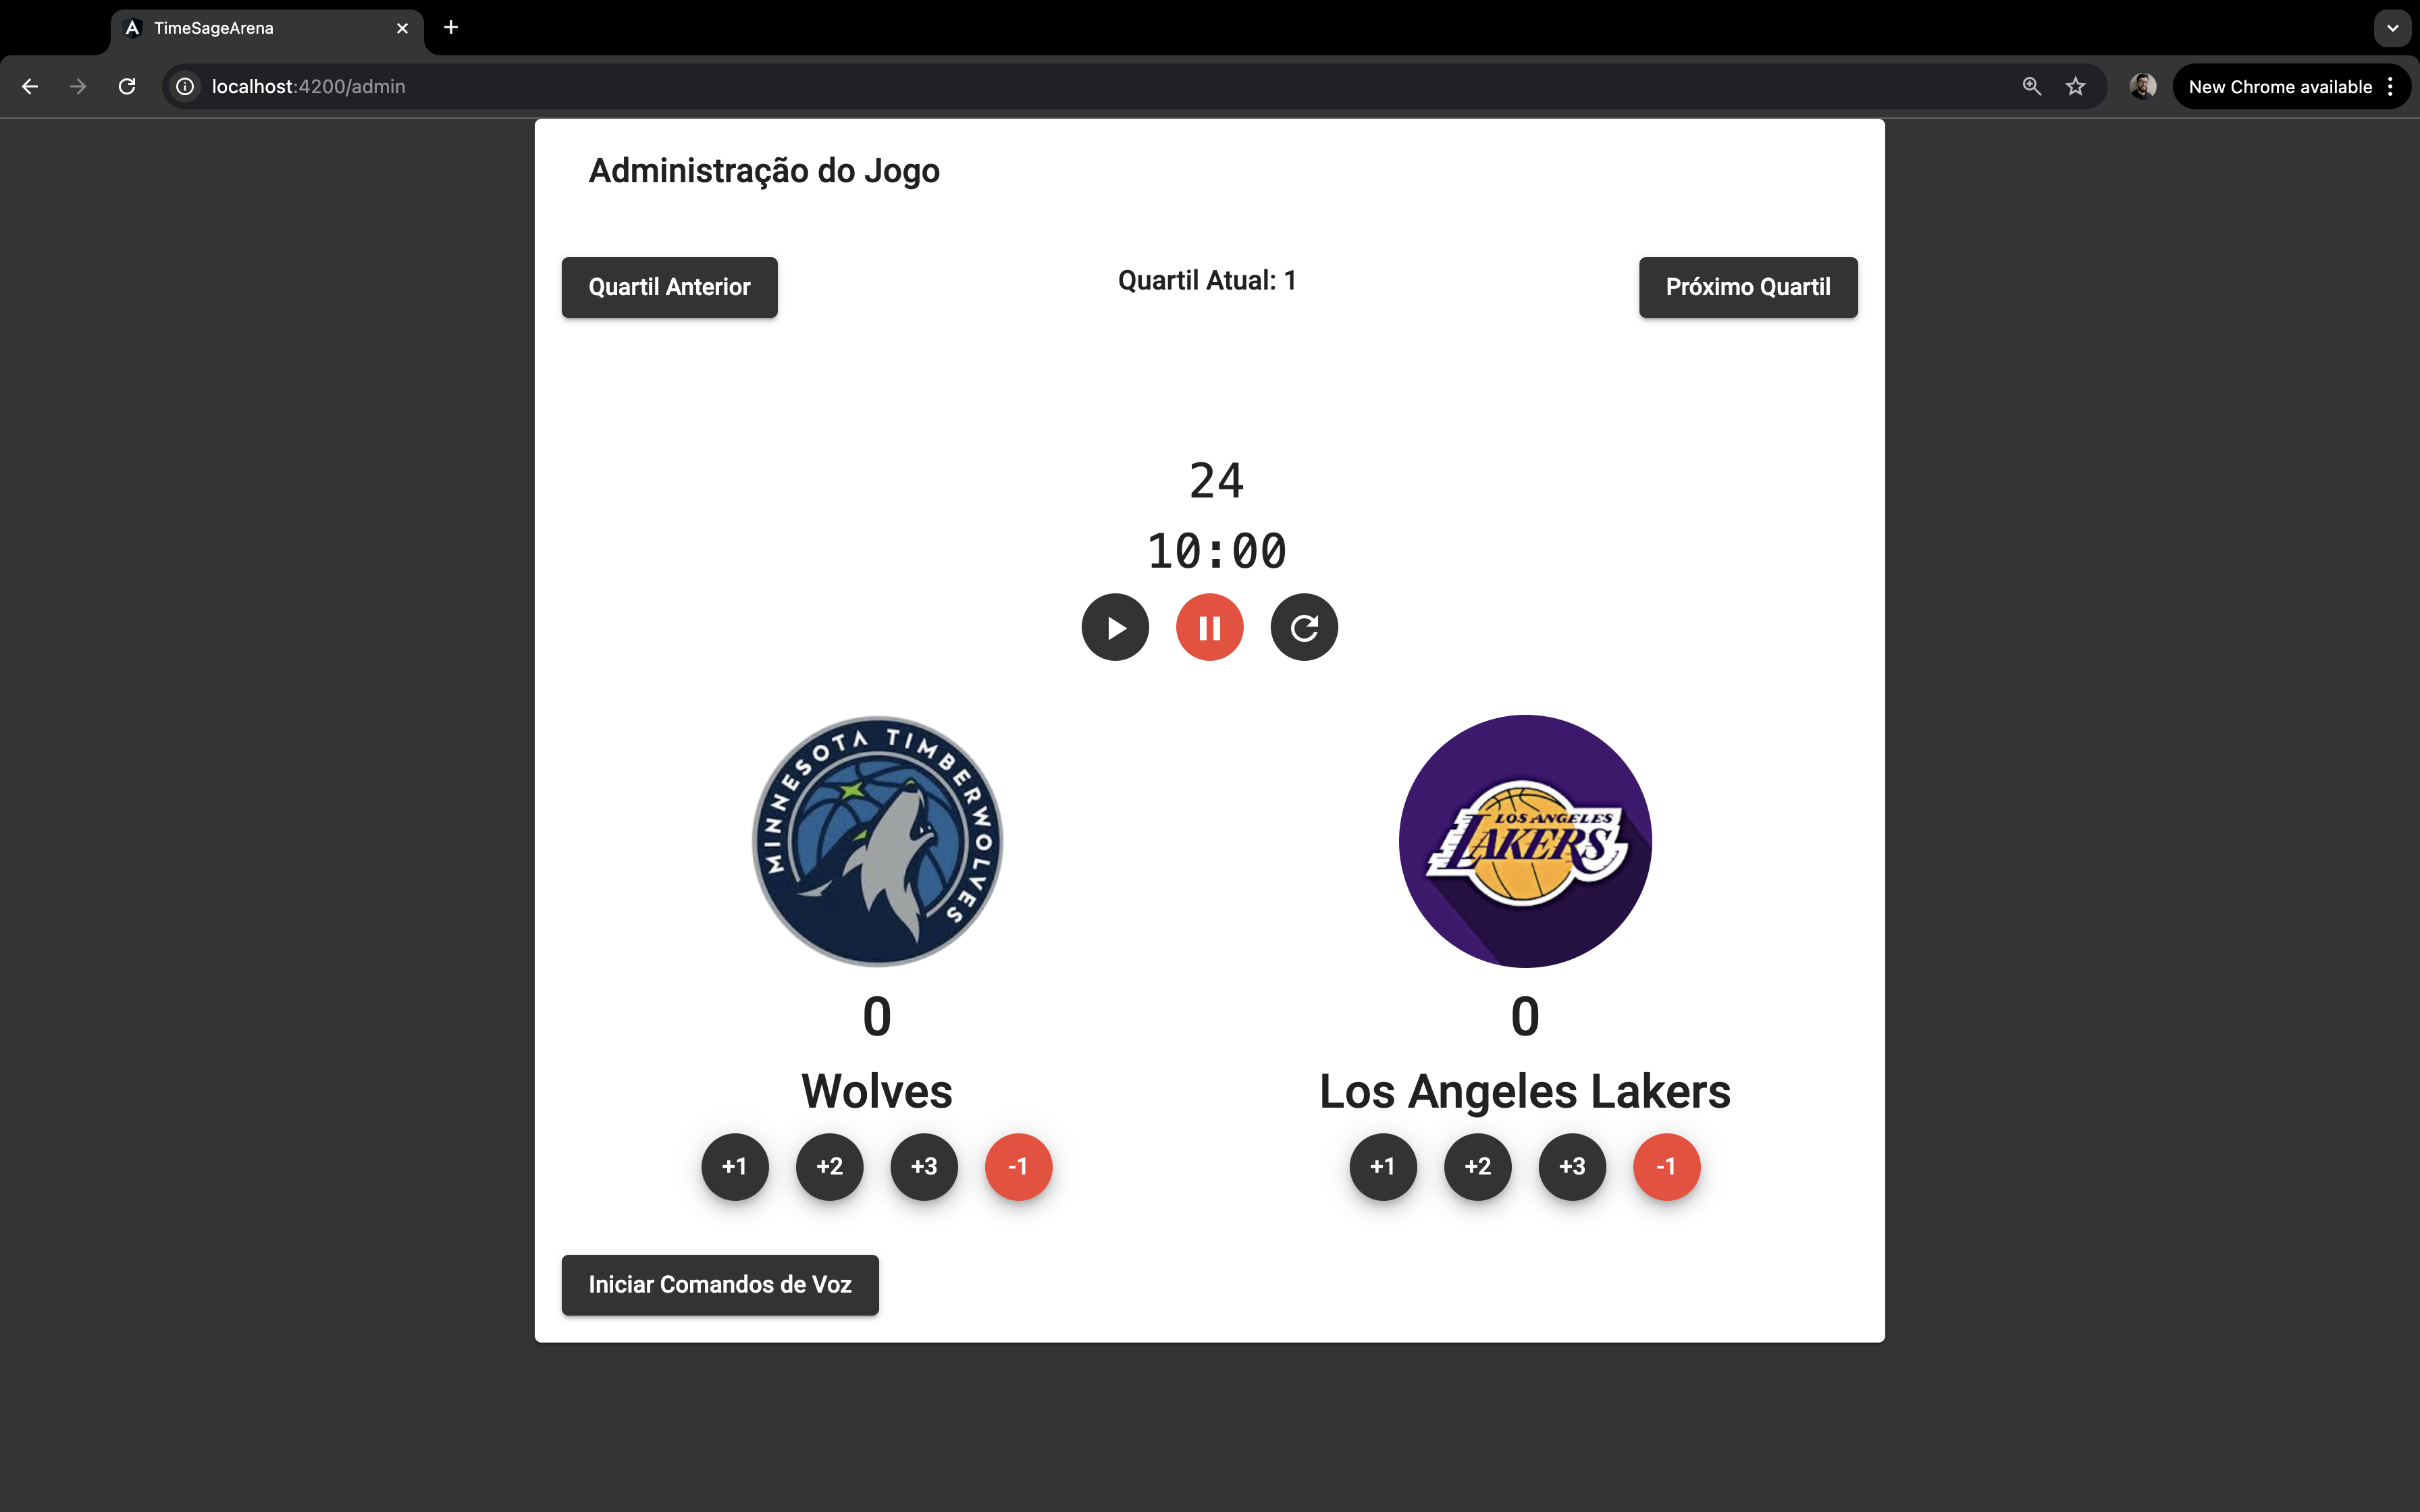 TimeSageArena
localhost:4200/admin
New Chrome available
Administração do Jogo
Quartil Anterior
Quartil Atual: 1
Próximo Quartil
24
10:00
MINNESOTA TIMBERWOLVES
LOS ANGELES
LAKERS
0
0
Wolves
Los Angeles Lakers
+1 +2 +3 -1
+1 +2 +3 -1
Iniciar Comandos de Voz